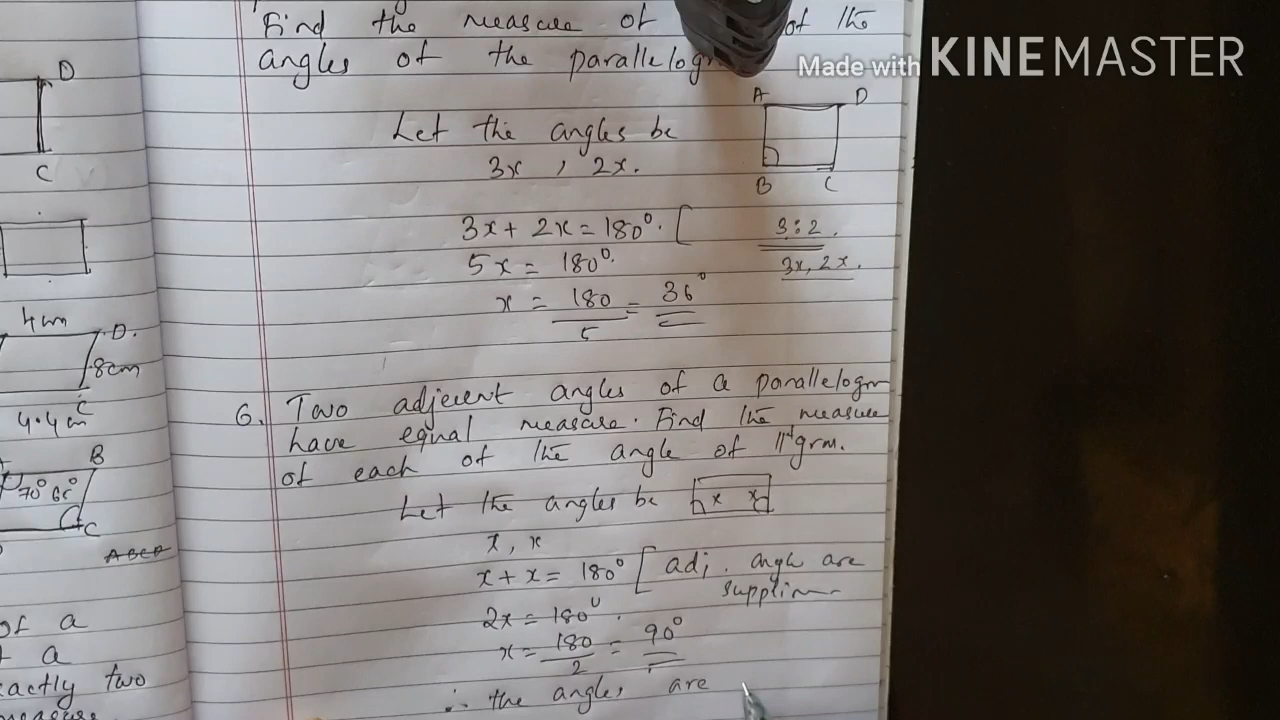 Find the measure of of the
angles of the parallelogr
Made with KINEMASTER
A D
Let the angles be
3x , 2x.
B C
3x + 2x = 180°. [
3:2.
5x = 180°.
3x, 2x.
x = 180/5 = 36°
6. Two adjecent angles of a parallelogm
have equal measure. Find the measure
of each of the angle of ||grm.
Let the angles be x x
x, x
x + x = 180° [ adj. angle are
2x = 180°.
x = 180/2 = 90°
∴ the angles are
D
C
4cm
D.
8cm
C
4.4cm
B
70° 60°
C
ABCD
of a
a
exactly two
measure